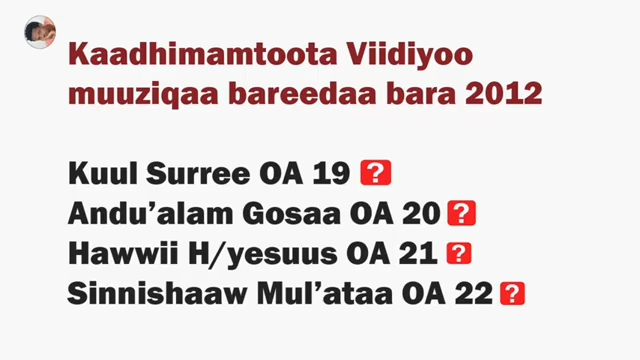 Kaadhimamtoota Viidiyoo
muuziqaa bareedaa bara 2012
Kuul Surree OA 19 ?
Andu’alam Gosaa OA 20 ?
Hawwii H/yesuus OA 21 ?
Sinnishaaw Mul’ataa OA 22 ?